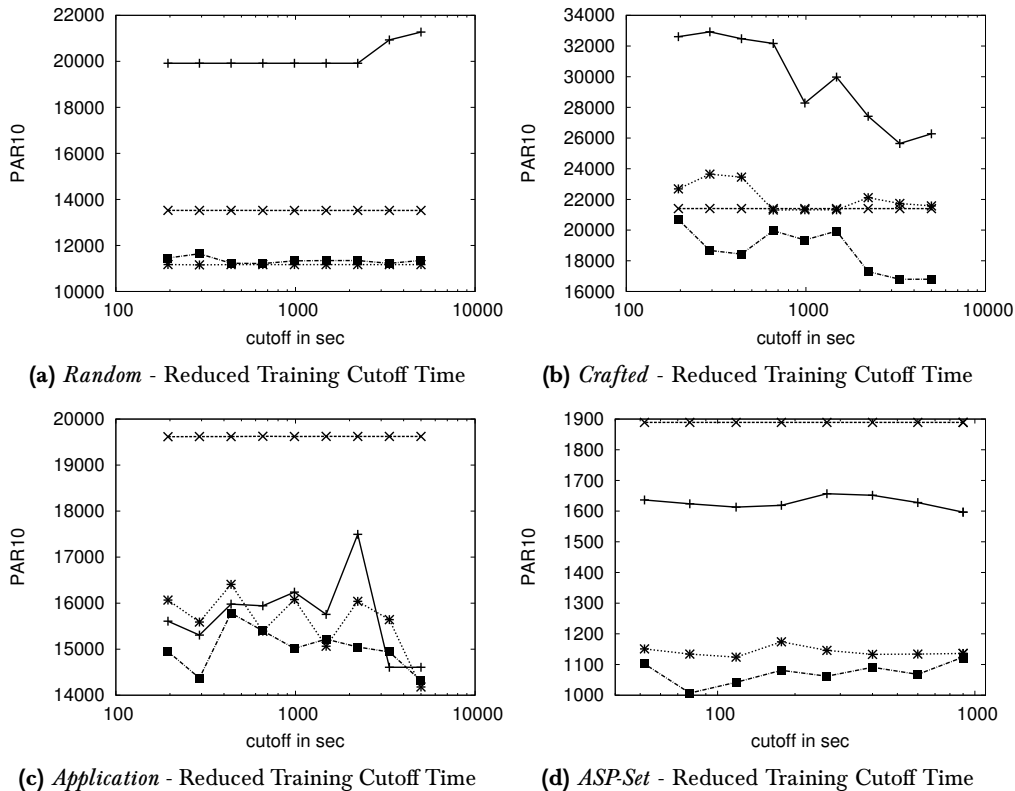 22000
20000
18000
16000
14000
12000
10000
PAR10
100 1000 10000
cutoff in sec
(a) Random - Reduced Training Cutoff Time
34000
32000
30000
28000
26000
24000
22000
20000
18000
16000
PAR10
100 1000 10000
cutoff in sec
(b) Crafted - Reduced Training Cutoff Time
20000
19000
18000
17000
16000
15000
14000
PAR10
100 1000 10000
cutoff in sec
(c) Application - Reduced Training Cutoff Time
1900
1800
1700
1600
1500
1400
1300
1200
1100
1000
PAR10
100 1000
cutoff in sec
(d) ASP-Set - Reduced Training Cutoff Time